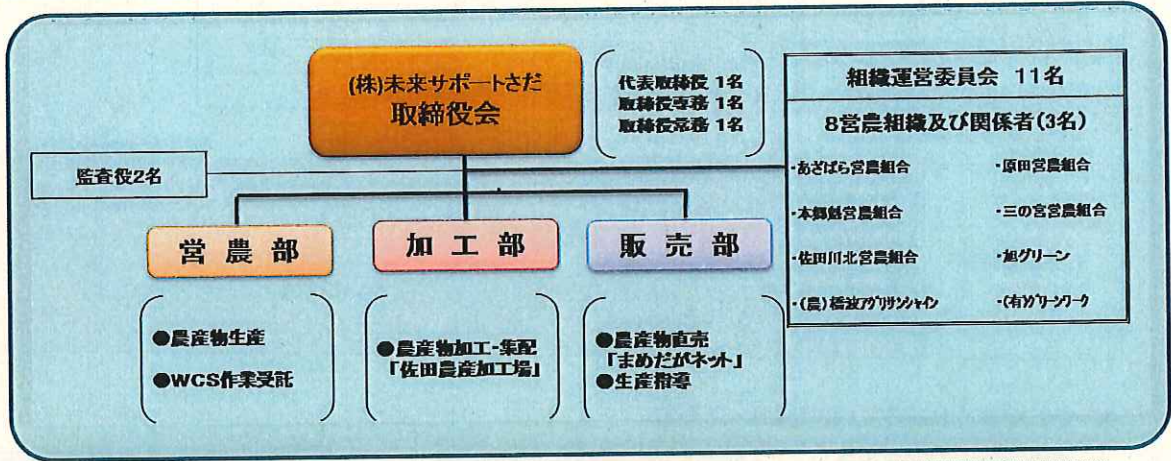 (株)未来サポートさだ
取締役会
代表取締役 1名
取締役専務 1名
取締役常務 1名
組織運営委員会 11名
8営農組織及び関係者(3名)
・あざばら営農組合
・原田営農組合
・本郷魁営農組合
・三の宮営農組合
・佐田川北営農組合
・旭グリーン
・(農)橋波アグリサンシャイン
・(有)グリーンワーク
監査役2名
営農部
加工部
販売部
●農産物生産
●WCS作業受託
●農産物加工・集配
「佐田農産加工場」
●農産物直売
「まめだがネット」
●生産指導